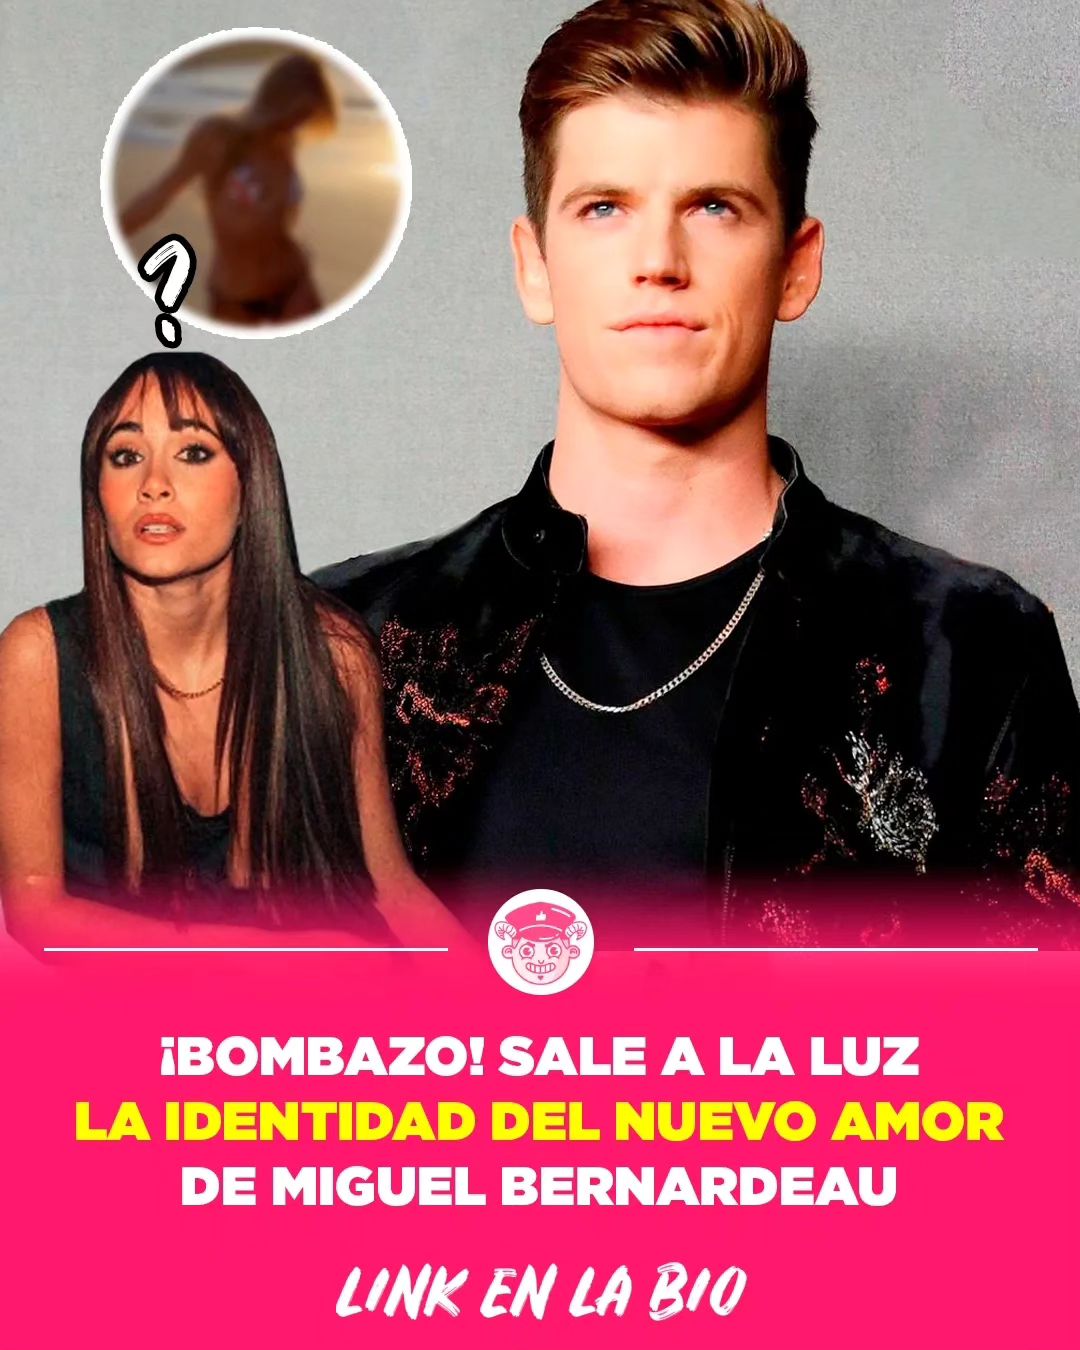 ?
¡BOMBAZO! SALE A LA LUZ
LA IDENTIDAD DEL NUEVO AMOR
DE MIGUEL BERNARDEAU
LINK EN LA BIO